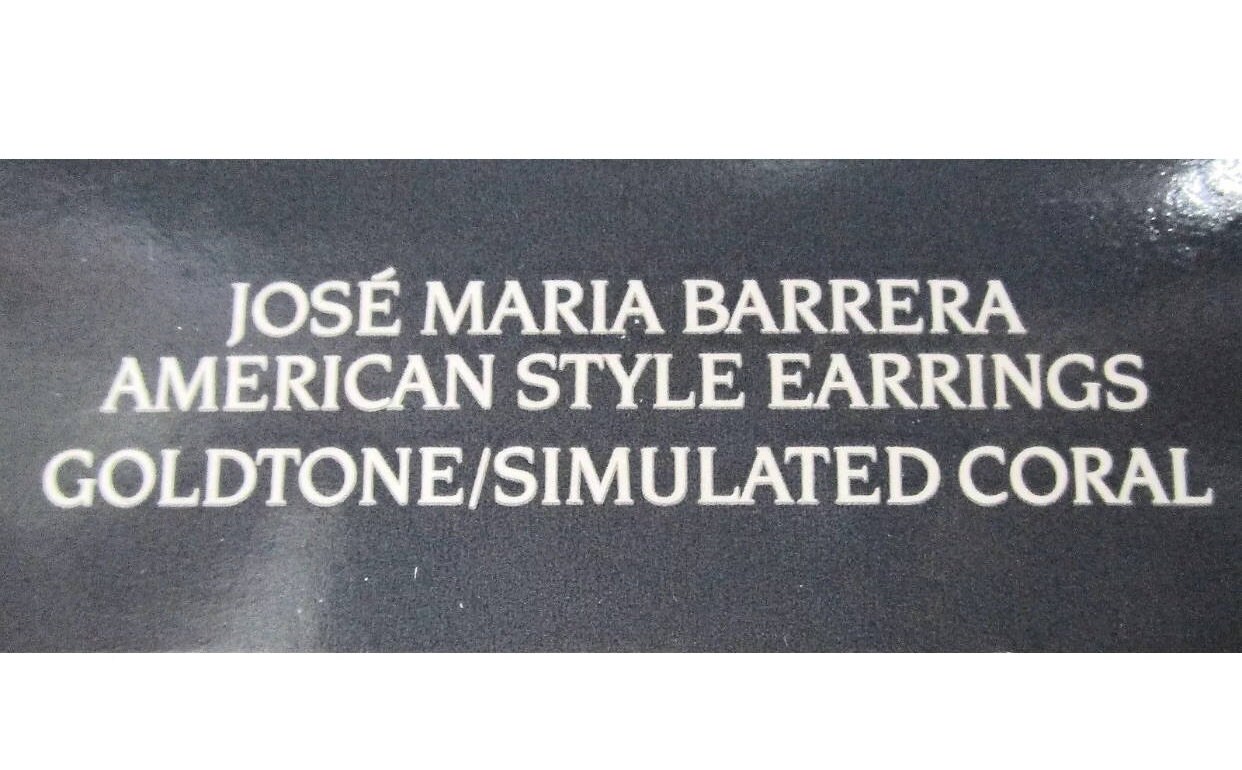 JOSÉ MARIA BARRERA
AMERICAN STYLE EARRINGS
GOLDTONE/SIMULATED CORAL